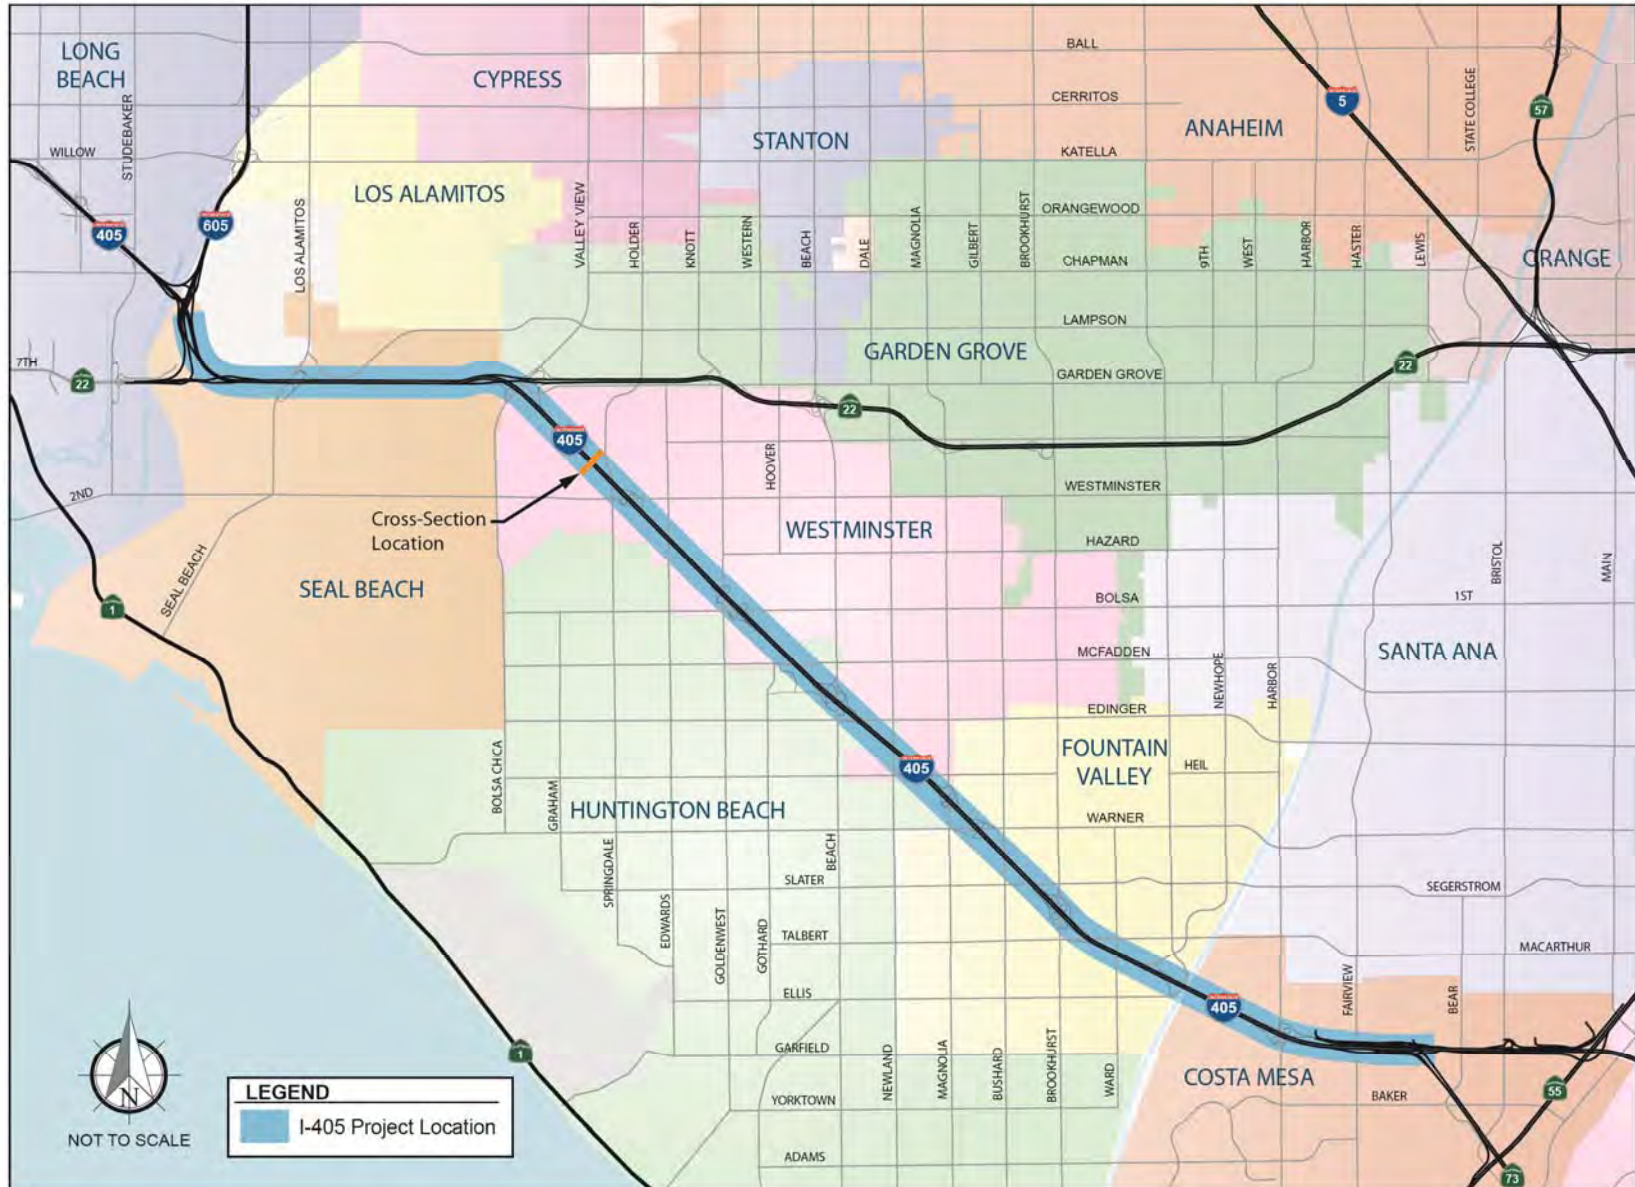 LONG
BEACH
CYPRESS
BALL
CERRITOS
STANTON
ANAHEIM
5
57
STATE COLLEGE
STUDEBAKER
WILLOW
KATELLA
LOS ALAMITOS
ORANGEWOOD
405
605
LOS ALAMITOS
VALLEY VIEW
HOLDER
KNOTT
WESTERN
BEACH
DALE
MAGNOLIA
GILBERT
BROOKHURST
CHAPMAN
9TH
WEST
HARBOR
HASTER
LEWIS
ORANGE
LAMPSON
GARDEN GROVE
7TH
22
GARDEN GROVE
22
22
405
HOOVER
2ND
WESTMINSTER
Cross-Section
Location
WESTMINSTER
HAZARD
BRISTOL
MAIN
SEAL BEACH
SEAL BEACH
1
BOLSA
1ST
MCFADDEN
SANTA ANA
NEWHOPE
HARBOR
EDINGER
FOUNTAIN
VALLEY
BOLSA CHICA
405
HEIL
GRAHAM
HUNTINGTON BEACH
WARNER
SPRINGDALE
BEACH
SLATER
SEGERSTROM
EDWARDS
GOLDENWEST
GOTHARD
TALBERT
MACARTHUR
ELLIS
FAIRVIEW
BEAR
405
1
GARFIELD
NEWLAND
MAGNOLIA
BUSHARD
BROOKHURST
WARD
COSTA MESA
55
N
NOT TO SCALE
LEGEND
I-405 Project Location
YORKTOWN
BAKER
ADAMS
73